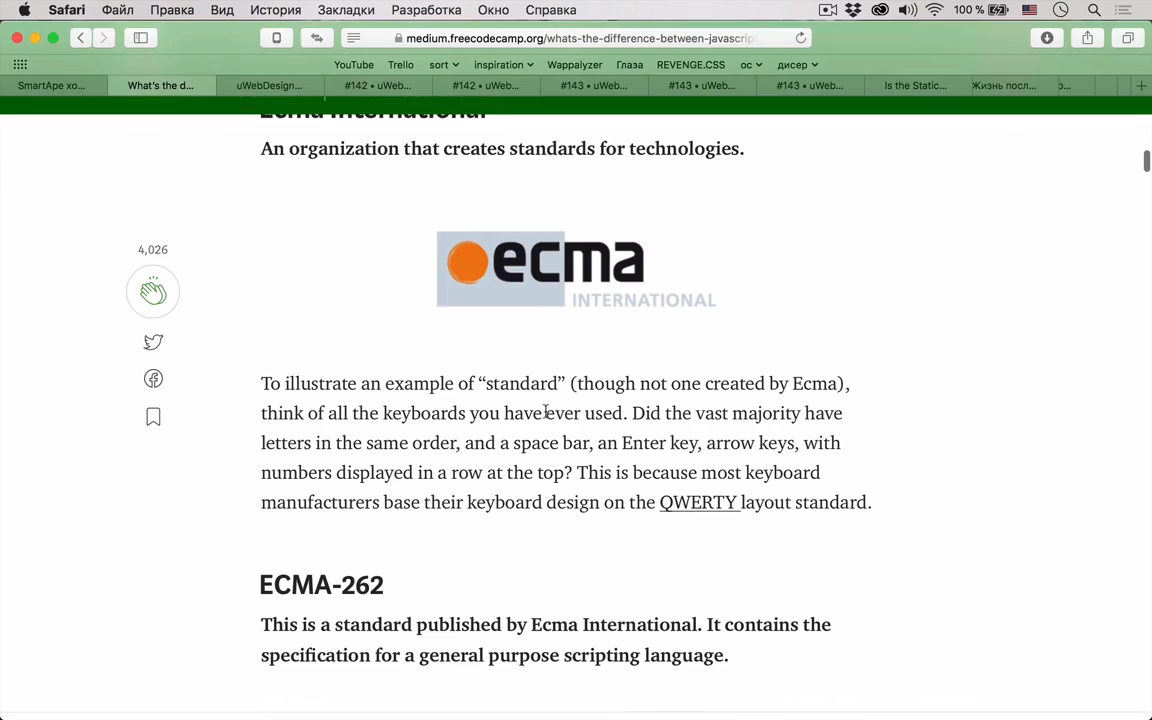 Safari Файл Правка Вид История Закладки Разработка Окно Справка 100 %
medium.freecodecamp.org/whats-the-difference-between-javascrip
YouTube Trello sort inspiration Wappalyzer Глаза REVENGE.CSS ос дисер
SmartApe хо... What's the d... uWebDesign... #142 • uWeb... #142 • uWeb... #143 • uWeb... #143 • uWeb... #143 • uWeb... Is the Static... Жизнь посл...
Ecma International
An organization that creates standards for technologies.
ecma
INTERNATIONAL
4,026
To illustrate an example of “standard” (though not one created by Ecma),
think of all the keyboards you have ever used. Did the vast majority have
letters in the same order, and a space bar, an Enter key, arrow keys, with
numbers displayed in a row at the top? This is because most keyboard
manufacturers base their keyboard design on the QWERTY layout standard.
ECMA-262
This is a standard published by Ecma International. It contains the
specification for a general purpose scripting language.